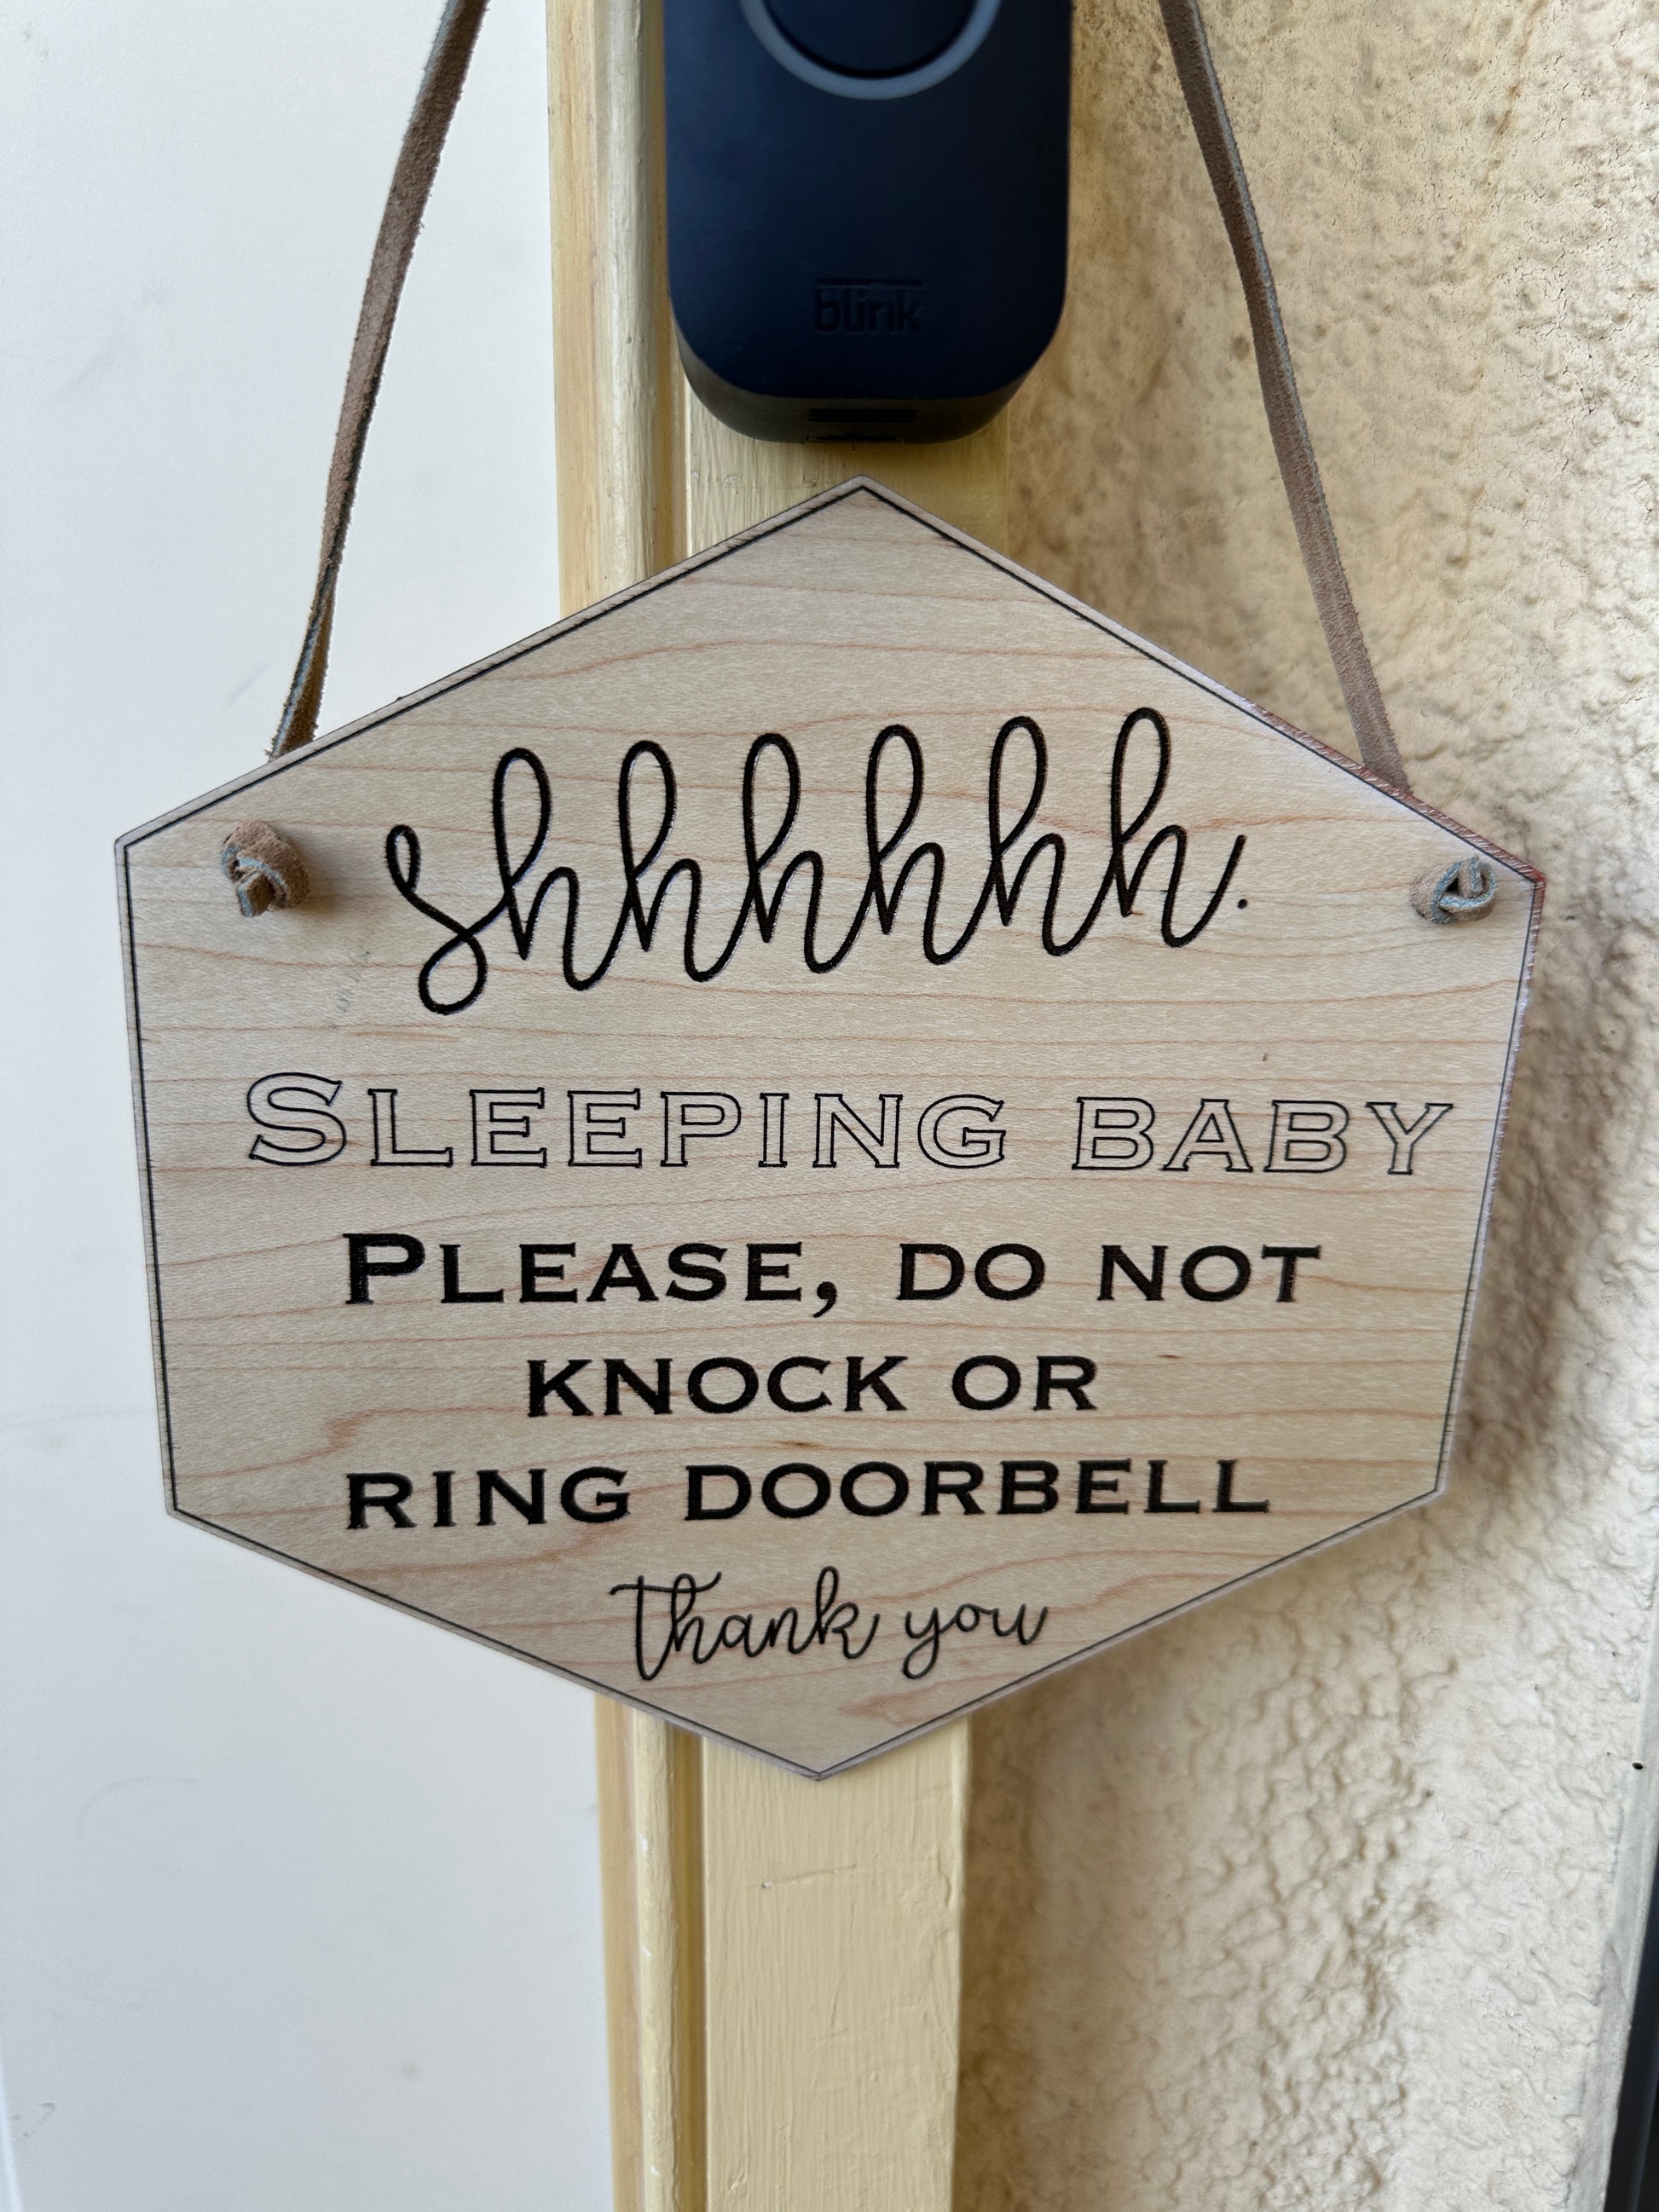 blink
shhhhhh.
SLEEPING BABY
PLEASE, DO NOT
KNOCK OR
RING DOORBELL
thank you